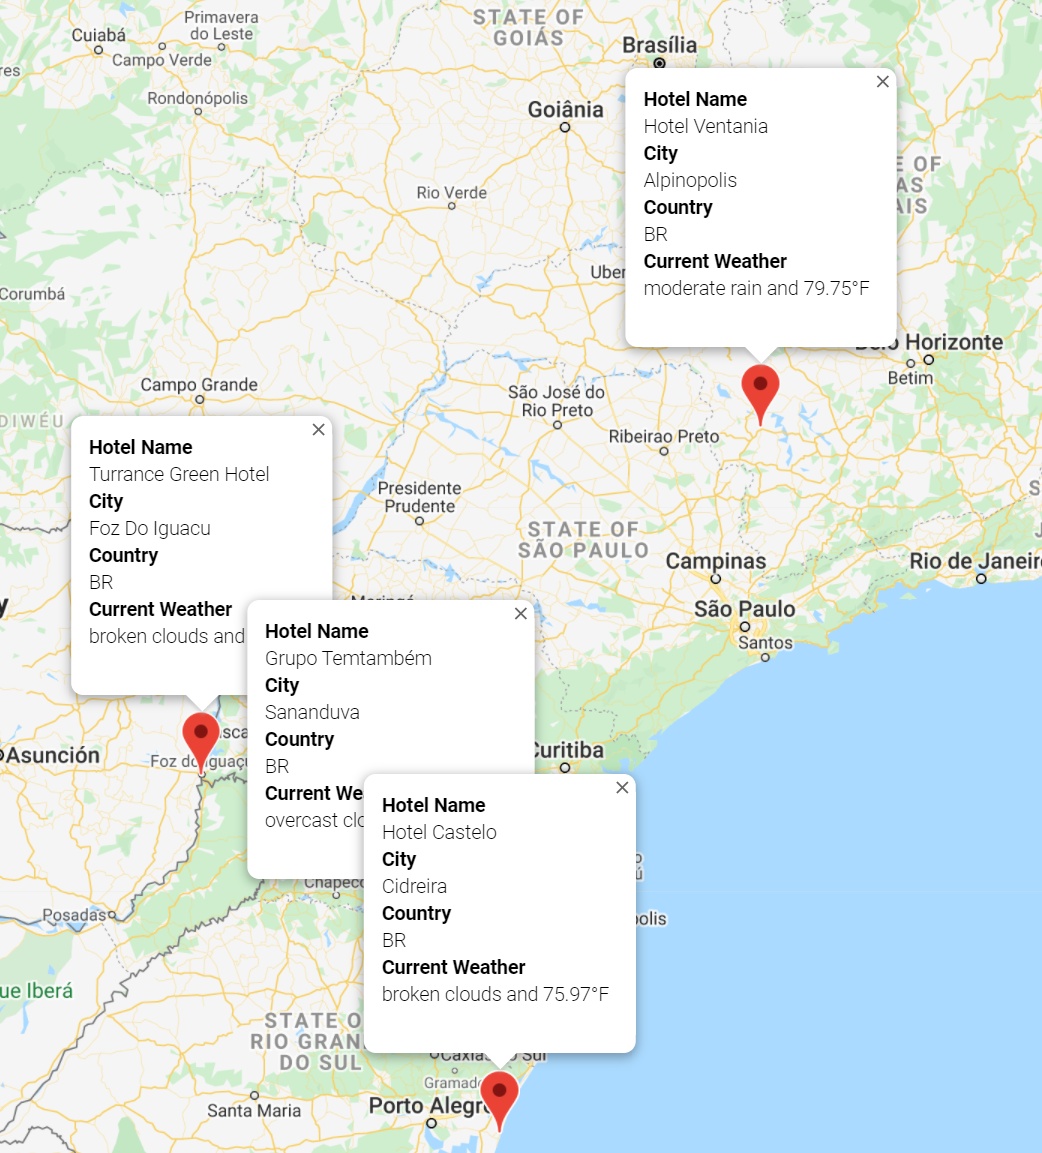 STATE OF
GOIÁS
Primavera
do Leste
Cuiabá
Campo Verde
Brasília
Rondonópolis
Goiânia
Rio Verde
Corumbá
Hotel Name
Hotel Ventania
City
Alpinopolis
Country
BR
Current Weather
moderate rain and 79.75°F
Horizonte
Betim
Campo Grande
São José do
Rio Preto
Ribeirao Preto
Presidente
Prudente
STATE OF
SÃO PAULO
Campinas
Rio de Janeir
São Paulo
Santos
Hotel Name
Turrance Green Hotel
City
Foz Do Iguacu
Country
BR
Current Weather
broken clouds and
Asunción
Foz do Iguaçu
Hotel Name
Grupo Temtambém
City
Sananduva
Country
BR
Current We
overcast clo
Curitiba
Chapecó
Posadas
Hotel Name
Hotel Castelo
City
Cidreira
Country
BR
Current Weather
broken clouds and 75.97°F
ue Iberá
STATE O
RIO GRAN
DO SUL
Caxias do Sul
Gramado
Santa Maria
Porto Alegre